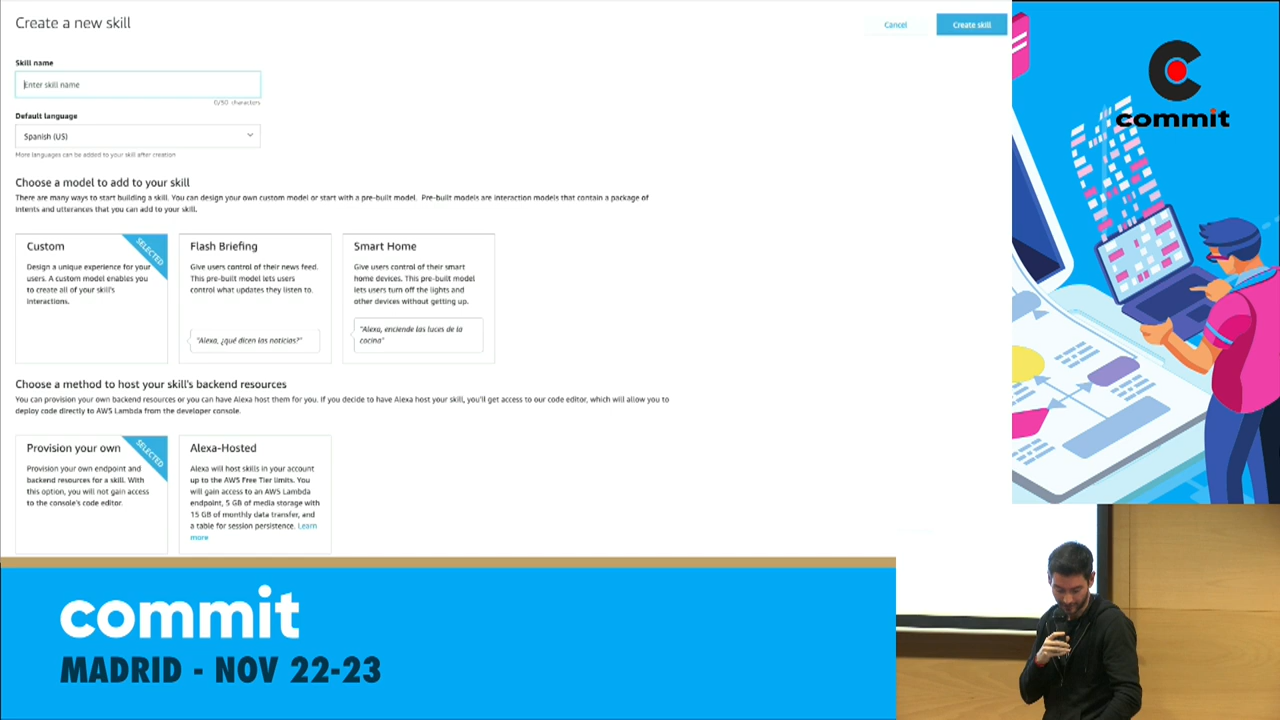 Create a new skill
Cancel
Create skill
Skill name
Enter skill name
0/50 characters
Default language
Spanish (US)
More languages can be added to your skill after creation
Choose a model to add to your skill
There are many ways to start building a skill. You can design your own custom model or start with a pre-built model. Pre-built models are interaction models that contain a package of
intents and utterances that you can add to your skill.
Custom
SELECTED
Design a unique experience for your
users. A custom model enables you
to create all of your skill's
interactions.
Flash Briefing
Give users control of their news feed.
This pre-built model lets users
control what updates they listen to.
"Alexa, ¿qué dicen las noticias?"
Smart Home
Give users control of their smart
home devices. This pre-built model
lets users turn off the lights and
other devices without getting up.
"Alexa, enciende las luces de la
cocina"
Choose a method to host your skill's backend resources
You can provision your own backend resources or you can have Alexa host them for you. If you decide to have Alexa host your skill, you'll get access to our code editor, which will allow you to
deploy code directly to AWS Lambda from the developer console.
Provision your own
SELECTED
Provision your own endpoint and
backend resources for a skill. With
this option, you will not gain access
to the console's code editor.
Alexa-Hosted
Alexa will host skills in your account
up to the AWS Free Tier limits. You
will gain access to an AWS Lambda
endpoint, 5 GB of media storage with
15 GB of monthly data transfer, and
a table for session persistence. Learn
more
commit
commit
MADRID - NOV 22-23